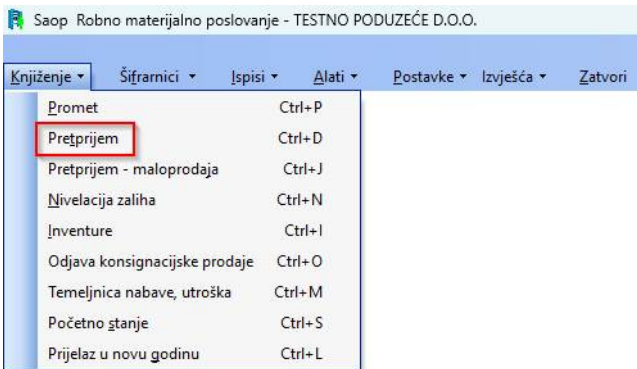 Saop Robno materijalno poslovanje - TESTNO PODUZEĆE D.O.O.
Knjiženje Šifrarnici Ispisi Alati Postavke Izvješća Zatvori
Promet Ctrl+P
Pretprijem Ctrl+D
Pretprijem - maloprodaja Ctrl+J
Nivelacija zaliha Ctrl+N
Inventure Ctrl+I
Odjava konsignacijske prodaje Ctrl+O
Temeljnica nabave, utroška Ctrl+M
Početno stanje Ctrl+S
Prijelaz u novu godinu Ctrl+L